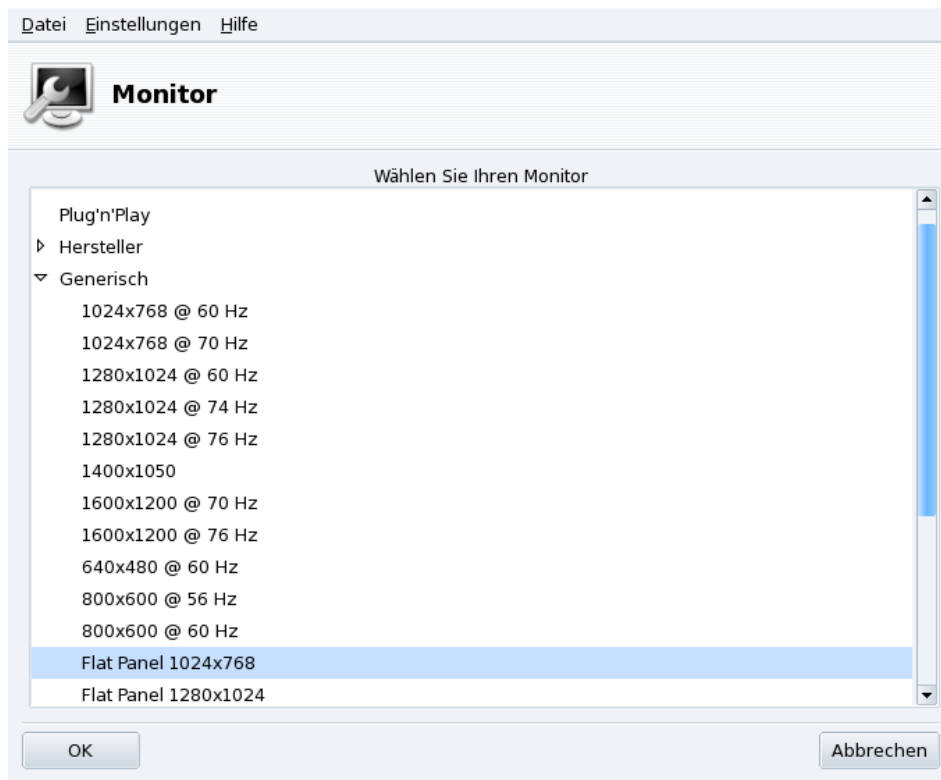 Datei Einstellungen Hilfe
Monitor
Wählen Sie Ihren Monitor
Plug'n'Play
Hersteller
Generisch
1024x768 @ 60 Hz
1024x768 @ 70 Hz
1280x1024 @ 60 Hz
1280x1024 @ 74 Hz
1280x1024 @ 76 Hz
1400x1050
1600x1200 @ 70 Hz
1600x1200 @ 76 Hz
640x480 @ 60 Hz
800x600 @ 56 Hz
800x600 @ 60 Hz
Flat Panel 1024x768
Flat Panel 1280x1024
OK Abbrechen